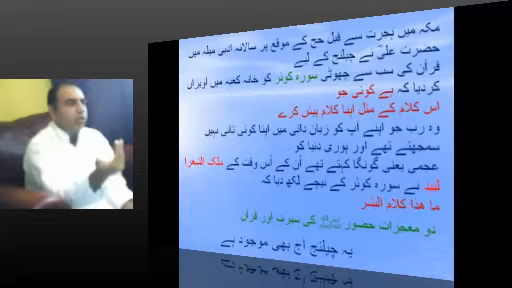 مکہ میں ہجرت سے قبل حج کے موقع پر سالانہ ادبی میلہ میں
حضرت علیؓ نے چیلنج کے لیے
قرآن کی سب سے چھوٹی سورہ کوثر کو خانہ کعبہ میں آویزاں
کردیا کہ ہے کوئی جو
اس کلام کے مثل اپنا کلام پیش کرے
وہ رب جو اپنے آپ کو زبان دانی میں اپنا کوئی ثانی نہیں
سمجھتے تھے اور پوری دنیا کو
عجمی یعنی گونگا کہتے تھے اُن کے اُس وقت کے ملک الشعرا
لبید نے سورہ کوثر کے نیچے لکھ دیا کہ
ما ھذا کلام البشر
دو معجزات حضور ﷺ کی سیرت اور قرآن
یہ چیلنج آج بھی موجود ہے